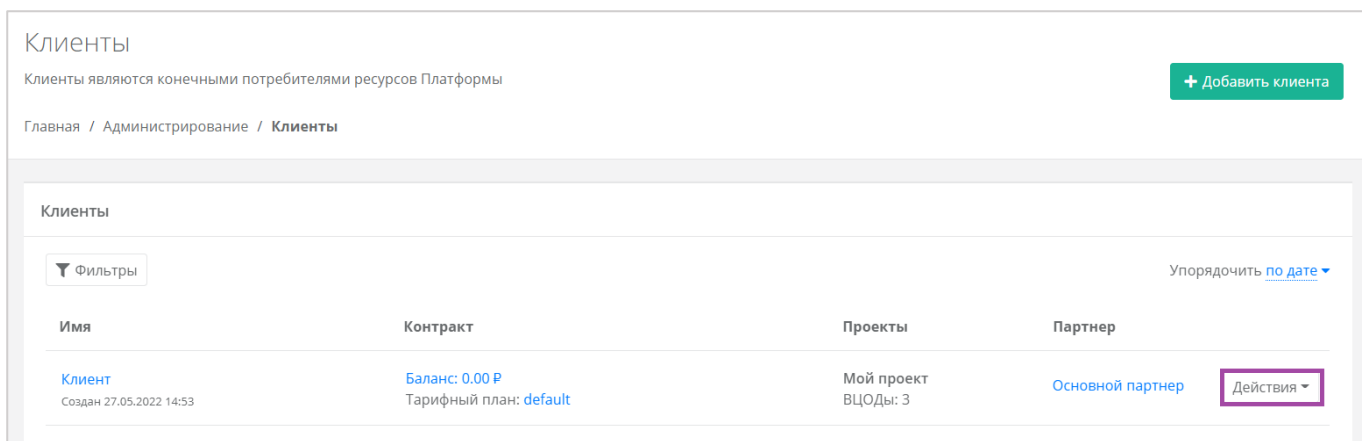 Клиенты
Клиенты являются конечными потребителями ресурсов Платформы
Добавить клиента
Главная / Администрирование / Клиенты
Клиенты
Фильтры
Упорядочить по дате
Имя Контракт Проекты Партнер
Клиент Баланс: 0.00 ₽ Мой проект Основной партнер Действия
Создан 27.05.2022 14:53 Тарифный план: default ВЦОДы: 3